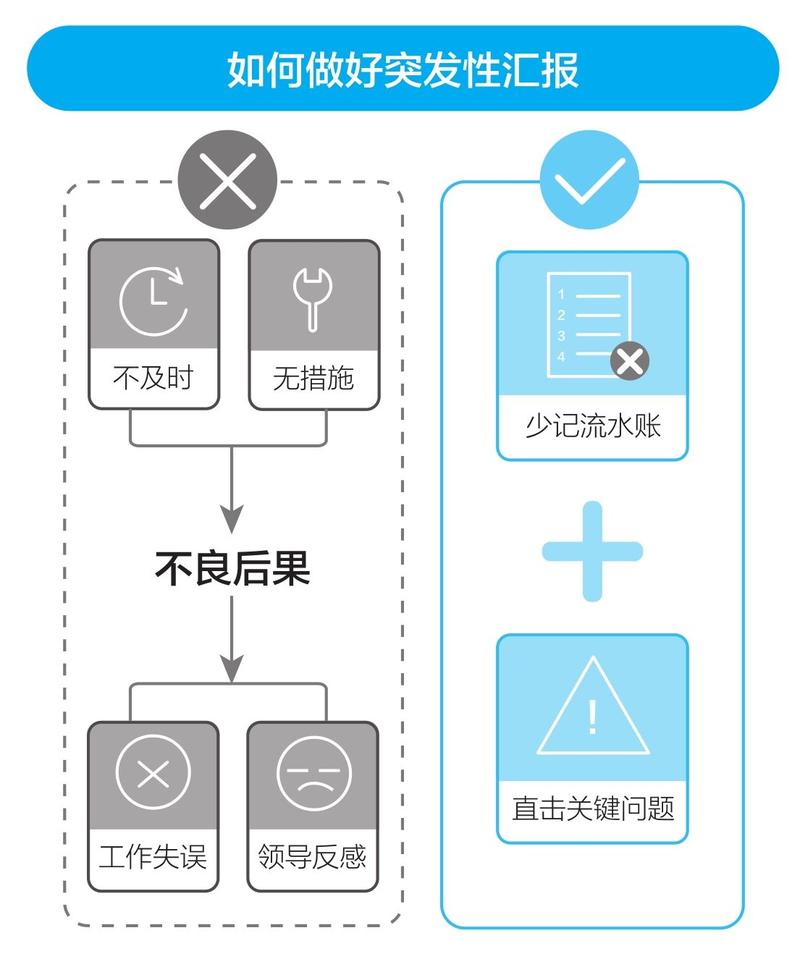 如何做好突发性汇报
不及时
无措施
不良后果
工作失误
领导反感
1
2
3
4
少记流水账
!
直击关键问题